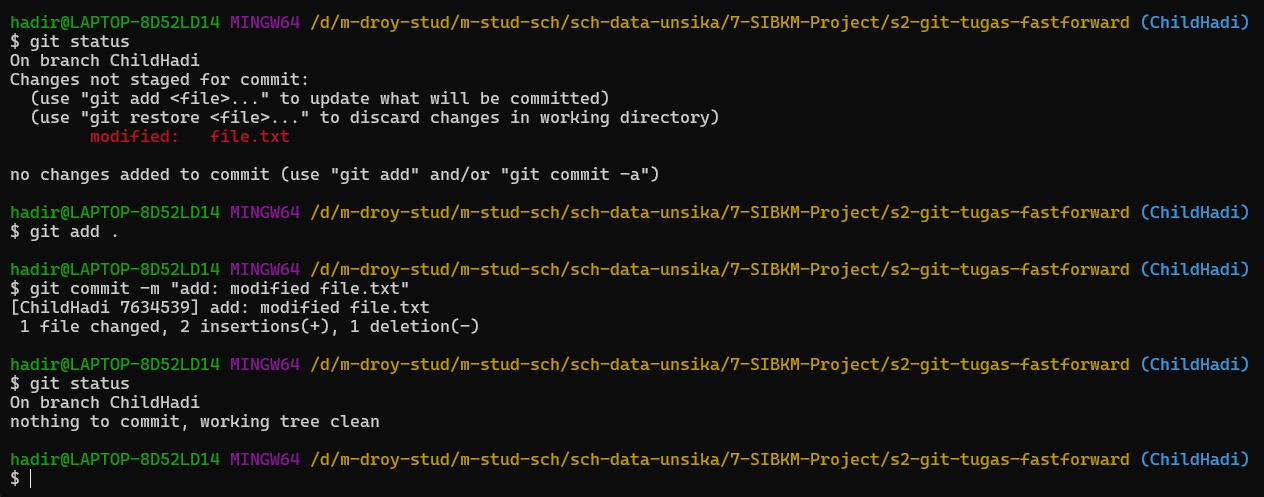 hadir@LAPTOP-8D52LD14 MINGW64 /d/m-droy-stud/m-stud-sch/sch-data-unsika/7-SIBKM-Project/s2-git-tugas-fastforward (ChildHadi)
$ git status
On branch ChildHadi
Changes not staged for commit:
  (use "git add <file>..." to update what will be committed)
  (use "git restore <file>..." to discard changes in working directory)
        modified:   file.txt

no changes added to commit (use "git add" and/or "git commit -a")

hadir@LAPTOP-8D52LD14 MINGW64 /d/m-droy-stud/m-stud-sch/sch-data-unsika/7-SIBKM-Project/s2-git-tugas-fastforward (ChildHadi)
$ git add .

hadir@LAPTOP-8D52LD14 MINGW64 /d/m-droy-stud/m-stud-sch/sch-data-unsika/7-SIBKM-Project/s2-git-tugas-fastforward (ChildHadi)
$ git commit -m "add: modified file.txt"
[ChildHadi 7634539] add: modified file.txt
 1 file changed, 2 insertions(+), 1 deletion(-)

hadir@LAPTOP-8D52LD14 MINGW64 /d/m-droy-stud/m-stud-sch/sch-data-unsika/7-SIBKM-Project/s2-git-tugas-fastforward (ChildHadi)
$ git status
On branch ChildHadi
nothing to commit, working tree clean

hadir@LAPTOP-8D52LD14 MINGW64 /d/m-droy-stud/m-stud-sch/sch-data-unsika/7-SIBKM-Project/s2-git-tugas-fastforward (ChildHadi)
$